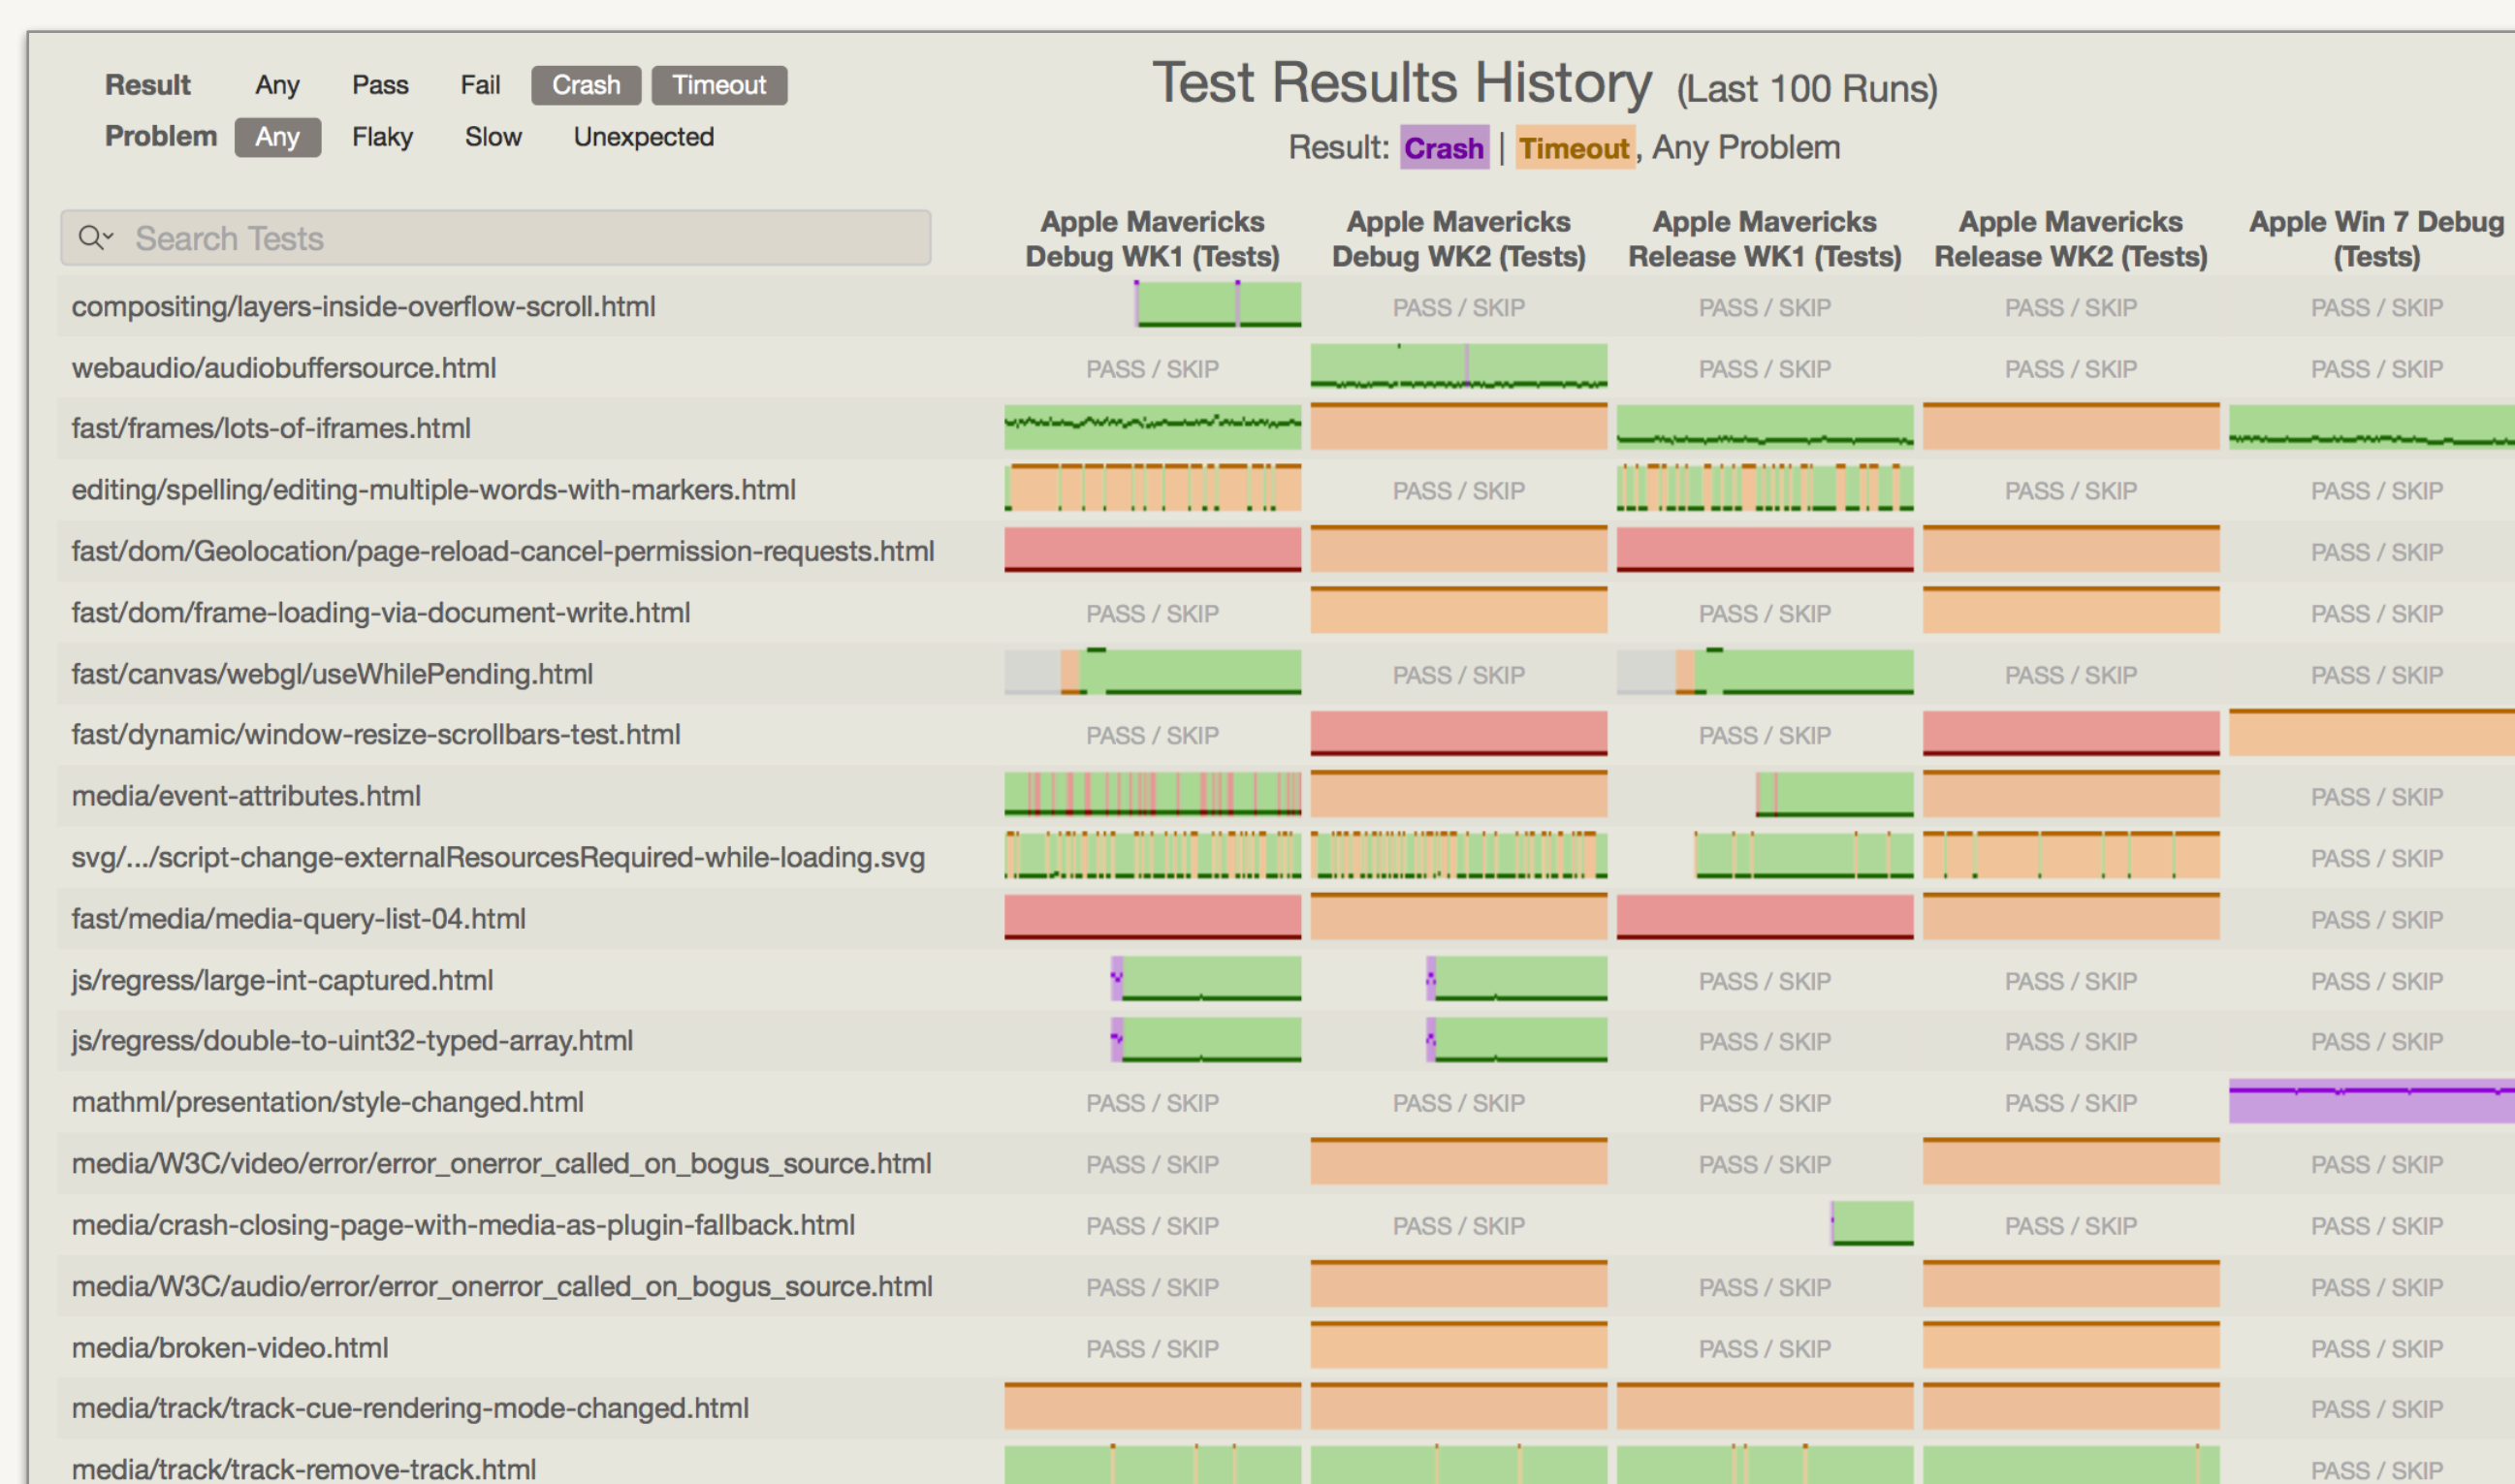 Result Any Pass Fail Crash Timeout
Problem Any Flaky Slow Unexpected
Test Results History (Last 100 Runs)
Result: Crash | Timeout, Any Problem
Search Tests
Apple Mavericks Debug WK1 (Tests)
Apple Mavericks Debug WK2 (Tests)
Apple Mavericks Release WK1 (Tests)
Apple Mavericks Release WK2 (Tests)
Apple Win 7 Debug (Tests)
compositing/layers-inside-overflow-scroll.html PASS / SKIP PASS / SKIP PASS / SKIP PASS / SKIP
webaudio/audiobuffersource.html PASS / SKIP PASS / SKIP PASS / SKIP PASS / SKIP
fast/frames/lots-of-iframes.html
editing/spelling/editing-multiple-words-with-markers.html PASS / SKIP PASS / SKIP PASS / SKIP
fast/dom/Geolocation/page-reload-cancel-permission-requests.html PASS / SKIP
fast/dom/frame-loading-via-document-write.html PASS / SKIP PASS / SKIP PASS / SKIP
fast/canvas/webgl/useWhilePending.html PASS / SKIP PASS / SKIP PASS / SKIP
fast/dynamic/window-resize-scrollbars-test.html PASS / SKIP PASS / SKIP
media/event-attributes.html PASS / SKIP
svg/.../script-change-externalResourcesRequired-while-loading.svg PASS / SKIP
fast/media/media-query-list-04.html PASS / SKIP
js/regress/large-int-captured.html PASS / SKIP PASS / SKIP PASS / SKIP
js/regress/double-to-uint32-typed-array.html PASS / SKIP PASS / SKIP PASS / SKIP
mathml/presentation/style-changed.html PASS / SKIP PASS / SKIP PASS / SKIP PASS / SKIP
media/W3C/video/error/error_onerror_called_on_bogus_source.html PASS / SKIP PASS / SKIP PASS / SKIP
media/crash-closing-page-with-media-as-plugin-fallback.html PASS / SKIP PASS / SKIP PASS / SKIP PASS / SKIP
media/W3C/audio/error/error_onerror_called_on_bogus_source.html PASS / SKIP PASS / SKIP PASS / SKIP
media/broken-video.html PASS / SKIP PASS / SKIP PASS / SKIP
media/track/track-cue-rendering-mode-changed.html PASS / SKIP
media/track/track-remove-track.html PASS / SKIP